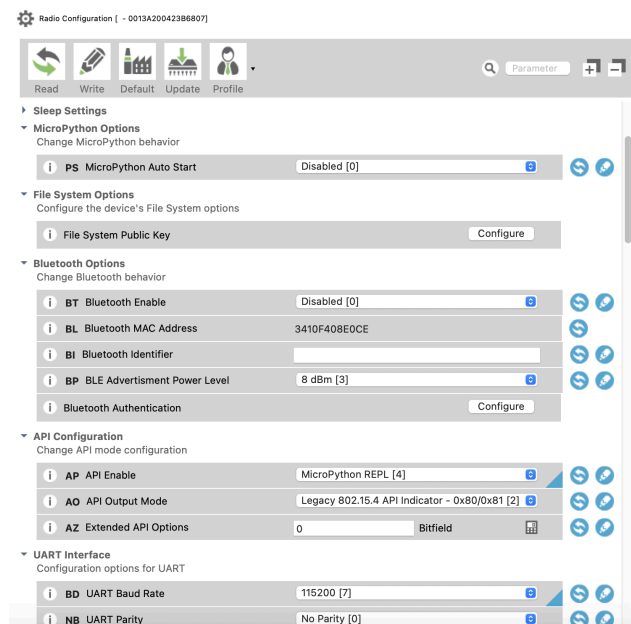 Radio Configuration [ - 0013A200423B6807]
Read Write Default Update Profile
Parameter
Sleep Settings
MicroPython Options
Change MicroPython behavior
i PS MicroPython Auto Start Disabled [0]
File System Options
Configure the device's File System options
i File System Public Key Configure
Bluetooth Options
Change Bluetooth behavior
i BT Bluetooth Enable Disabled [0]
i BL Bluetooth MAC Address 3410F408E0CE
i BI Bluetooth Identifier
i BP BLE Advertisment Power Level 8 dBm [3]
i Bluetooth Authentication Configure
API Configuration
Change API mode configuration
i AP API Enable MicroPython REPL [4]
i AO API Output Mode Legacy 802.15.4 API Indicator - 0x80/0x81 [2]
i AZ Extended API Options 0 Bitfield
UART Interface
Configuration options for UART
i BD UART Baud Rate 115200 [7]
i NB UART Parity No Parity [0]